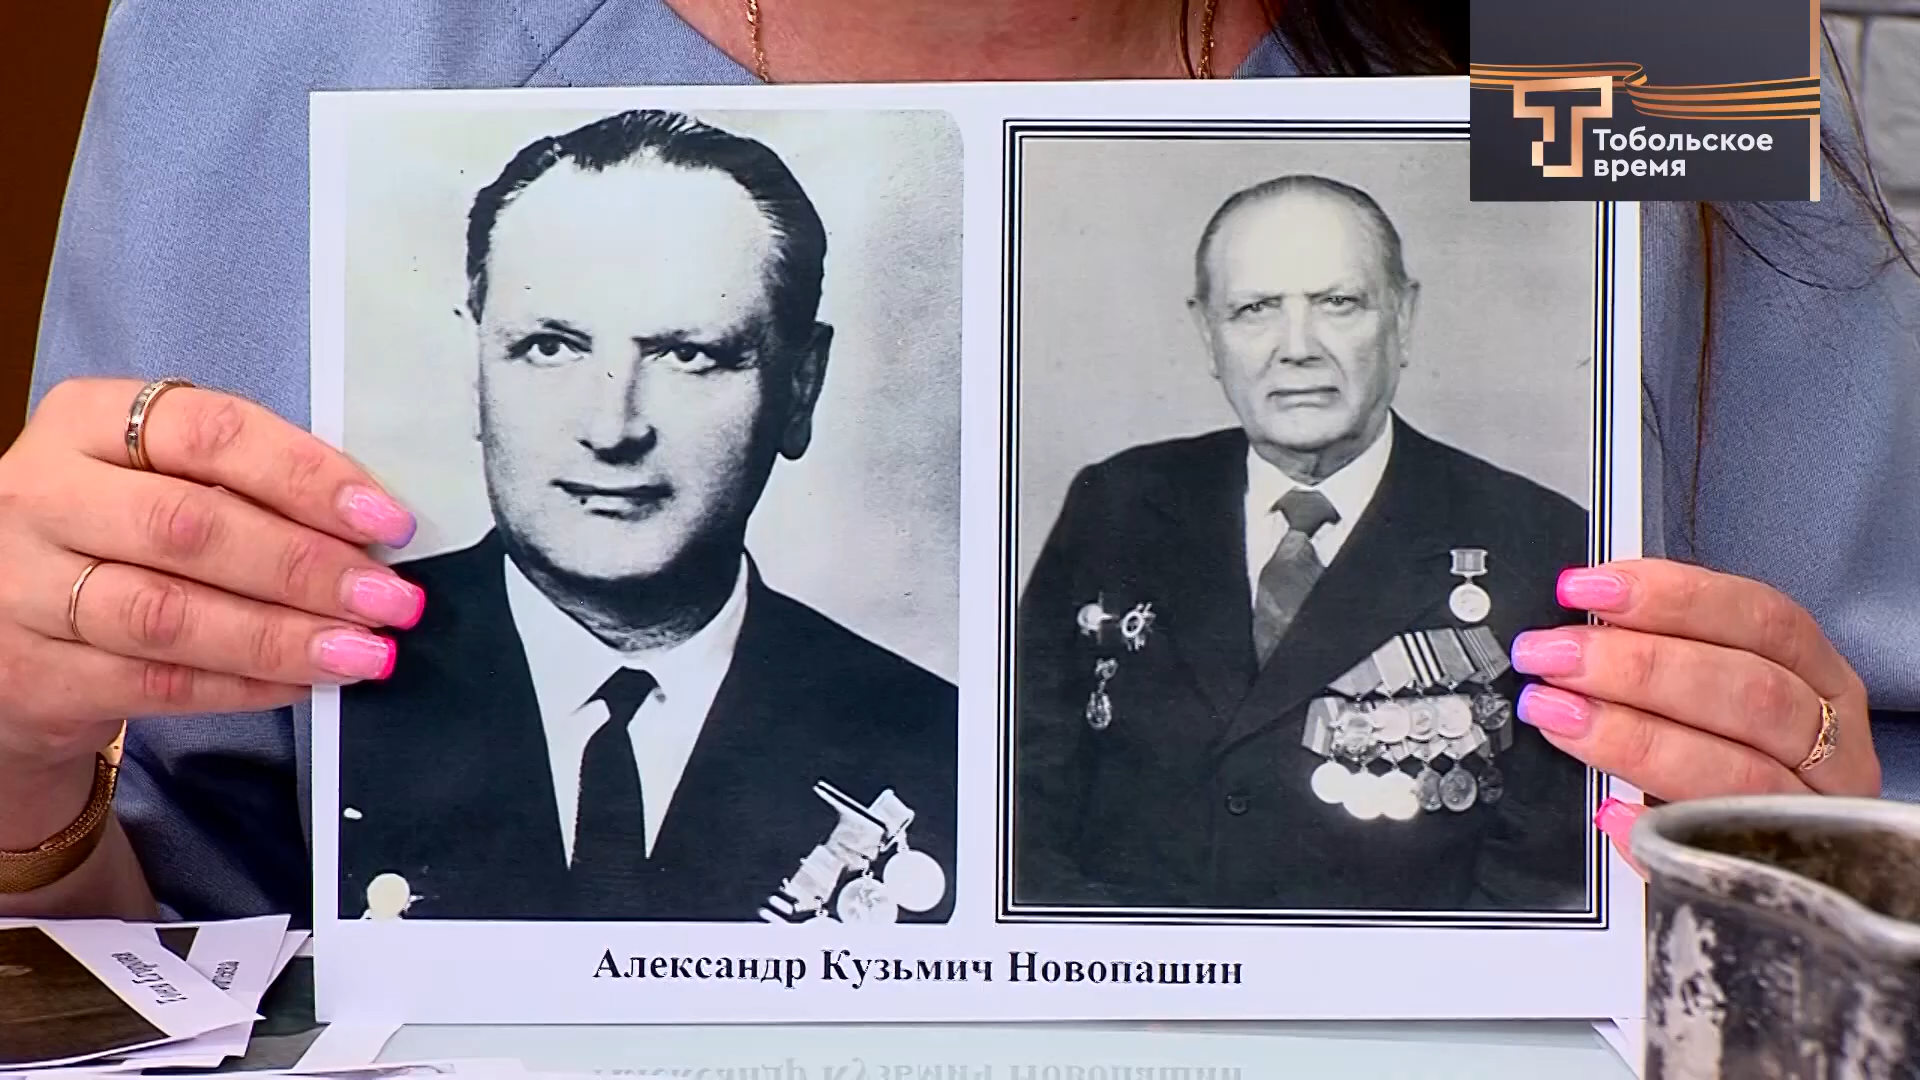 Тобольское
время
Александр Кузьмич Новопашин